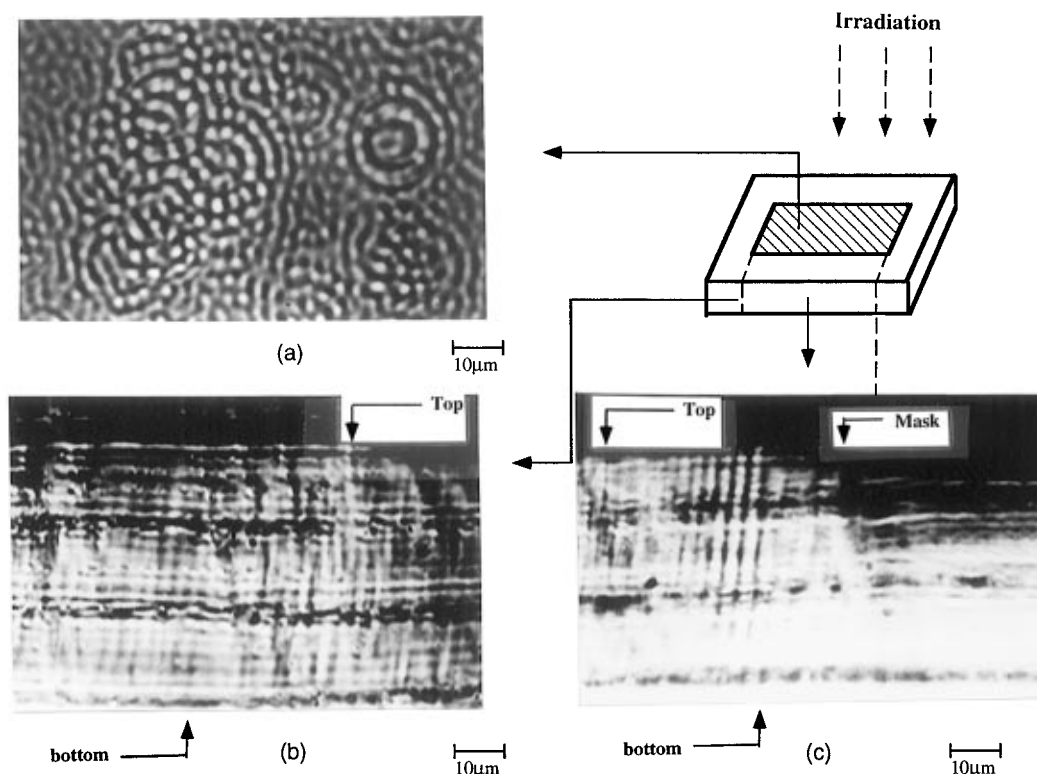 Irradiation
(a)
10μm
Top
Top
Mask
bottom
(b)
10μm
bottom
(c)
10μm